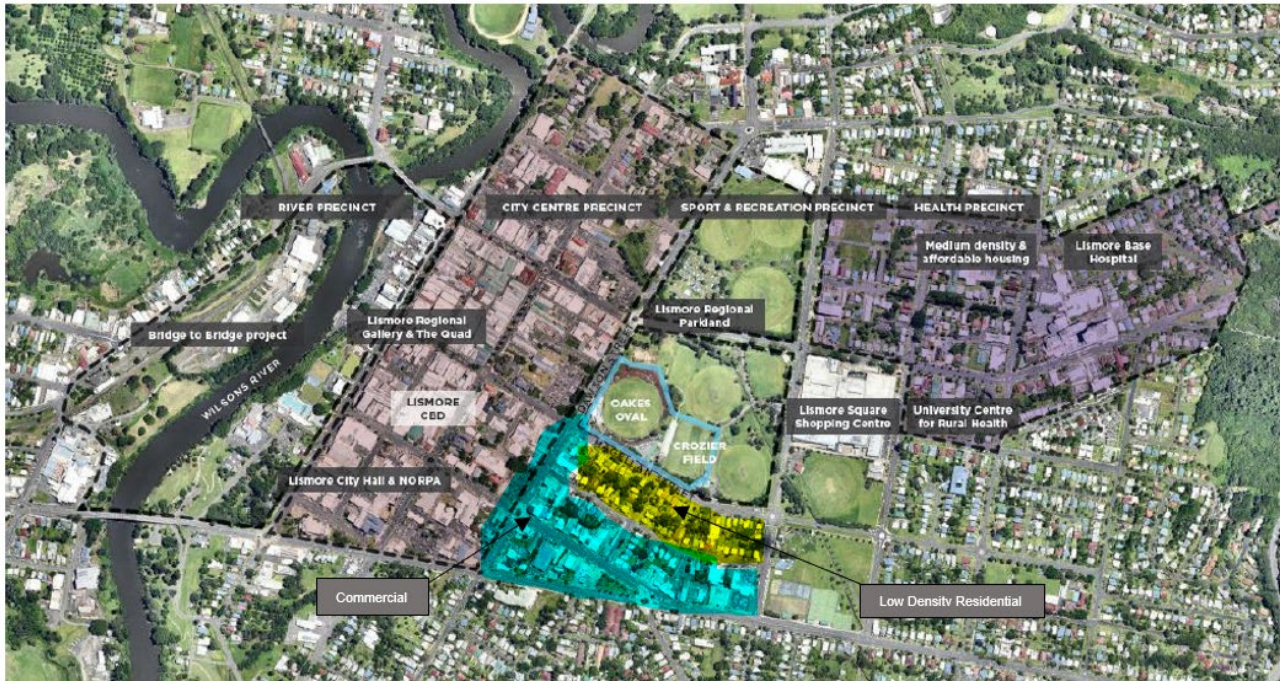 RIVER PRECINCT
CITY CENTRE PRECINCT
SPORT & RECREATION PRECINCT
HEALTH PRECINCT
Medium density &
affordable housing
Lismore Base
Hospital
Bridge to Bridge project
Lismore Regional
Gallery & The Quad
Lismore Regional
Parkland
WILSONS RIVER
LISMORE
CBD
OAKES
OVAL
CROZIER
FIELD
Lismore Square
Shopping Centre
University Centre
for Rural Health
Lismore City Hall & NORPA
Commercial
Low Density Residential